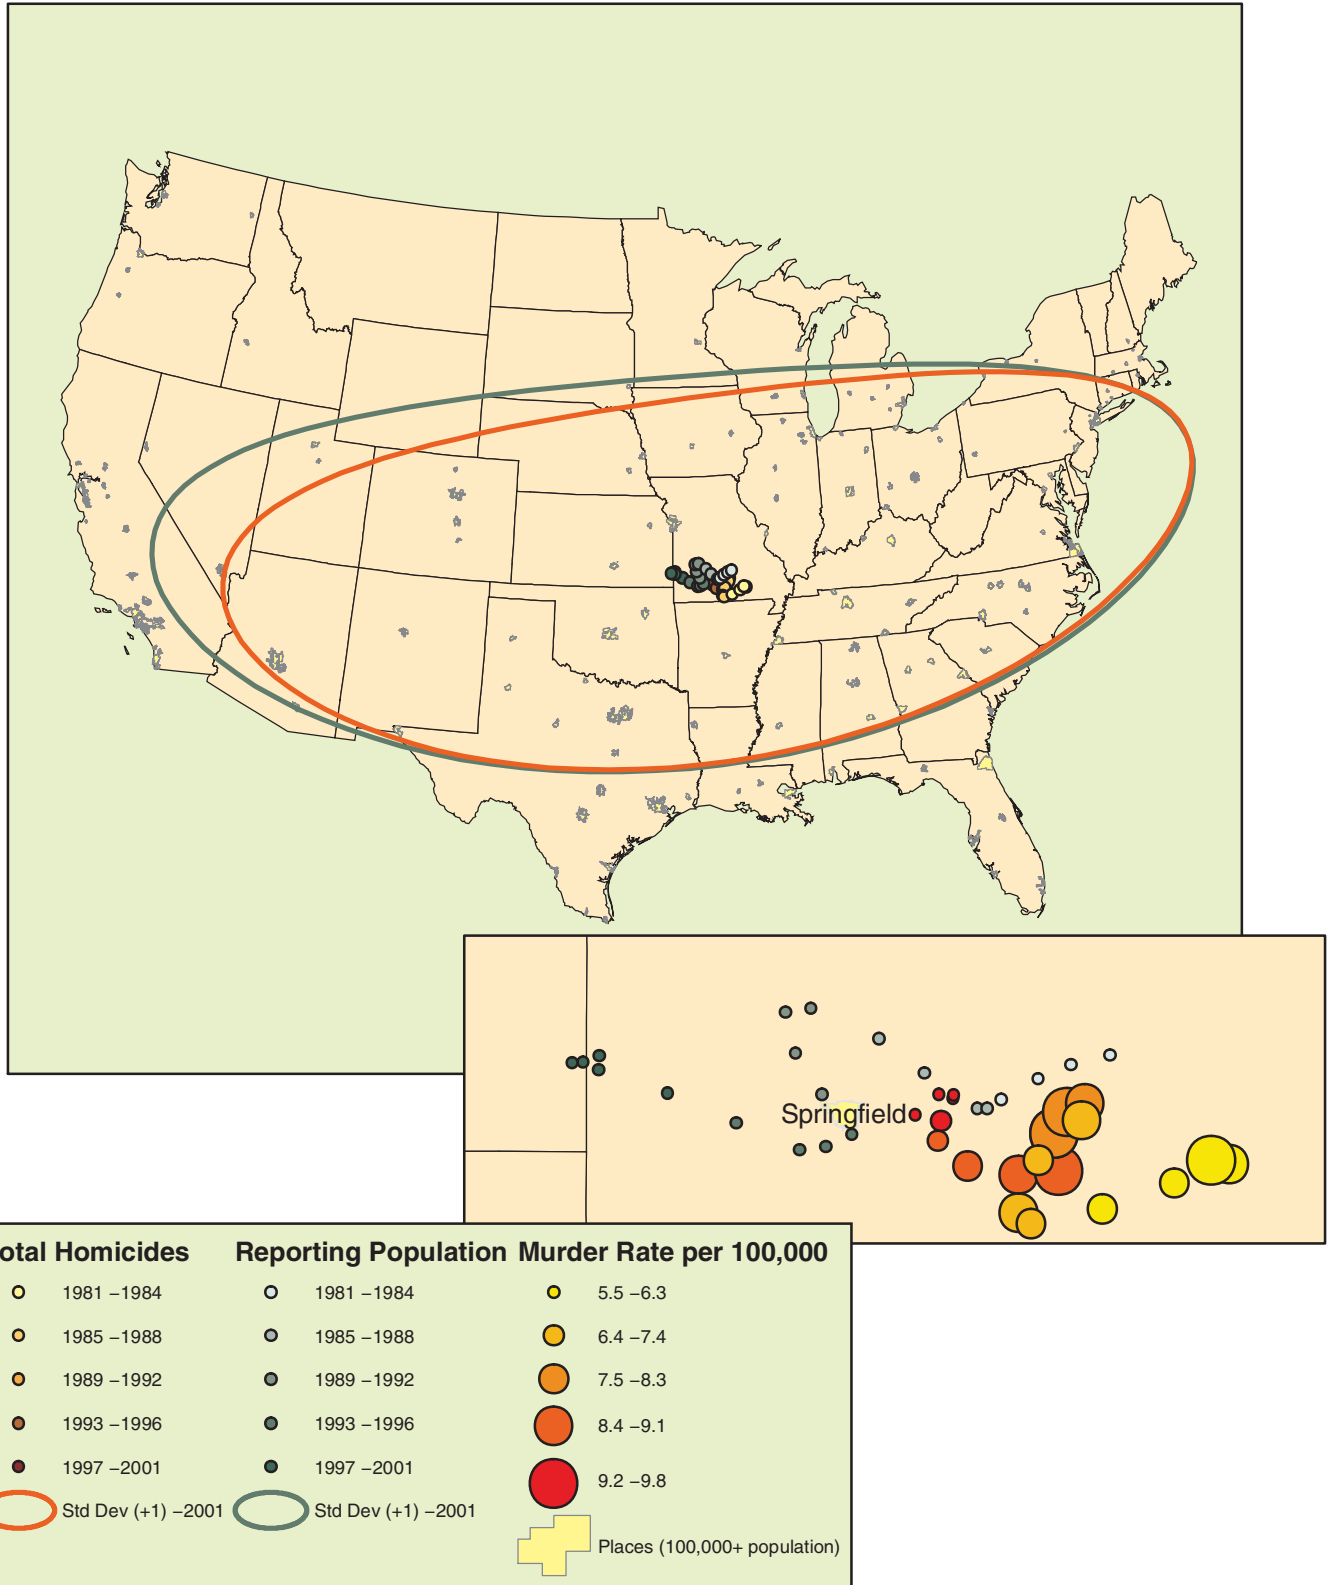 Springfield
otal Homicides
1981 –1984
1985 –1988
1989 –1992
1993 –1996
1997 –2001
Std Dev (+1) –2001
Reporting Population
1981 –1984
1985 –1988
1989 –1992
1993 –1996
1997 –2001
Std Dev (+1) –2001
Murder Rate per 100,000
5.5 –6.3
6.4 –7.4
7.5 –8.3
8.4 –9.1
9.2 –9.8
Places (100,000+ population)